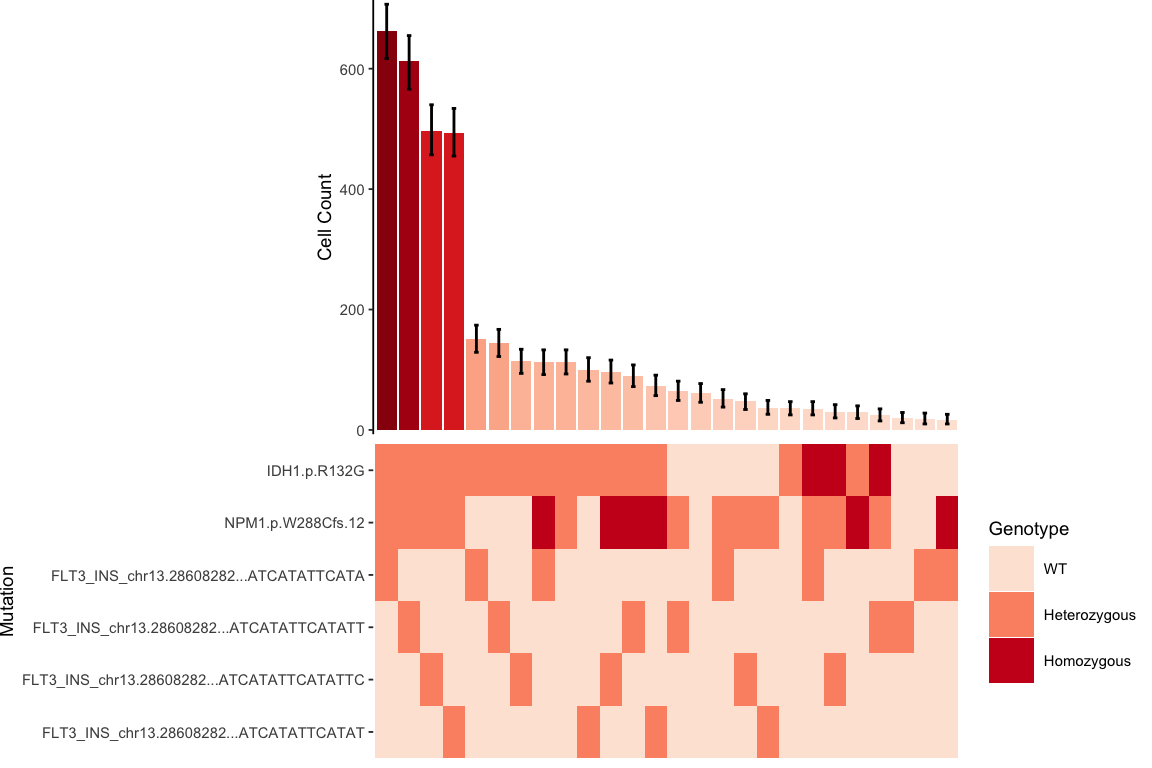 600
400
200
0
Cell Count
IDH1.p.R132G
NPM1.p.W288Cfs.12
FLT3_INS_chr13.28608282...ATCATATTCATA
FLT3_INS_chr13.28608282...ATCATATTCATATT
FLT3_INS_chr13.28608282...ATCATATTCATATTC
FLT3_INS_chr13.28608282...ATCATATTCATAT
Mutation
Genotype
WT
Heterozygous
Homozygous